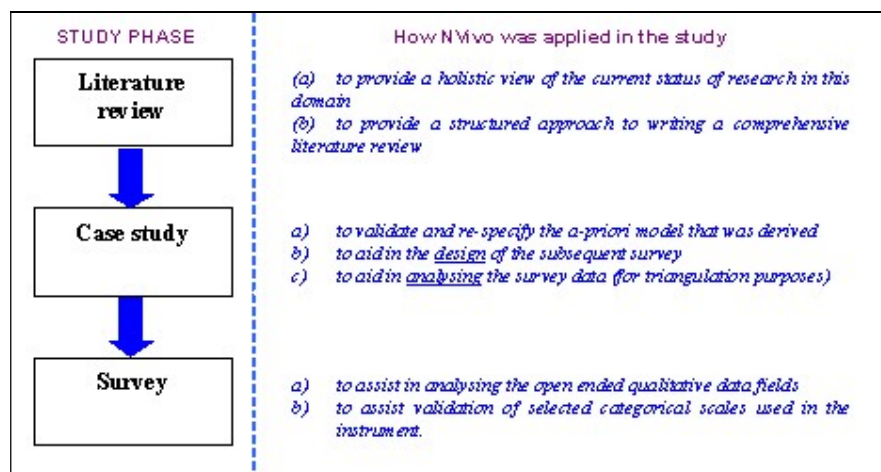 STUDY PHASE
How NVivo was applied in the study
Literature
review
(a) to provide a holistic view of the current status of research in this
domain
(b) to provide a structured approach to writing a comprehensive
literature review
Case study
a) to validate and re-specify the a-priori model that was derived
b) to aid in the design of the subsequent survey
c) to aid in analysing the survey data (for triangulation purposes)
Survey
a) to assist in analysing the open ended qualitative data fields
b) to assist validation of selected categorical scales used in the
instrument.